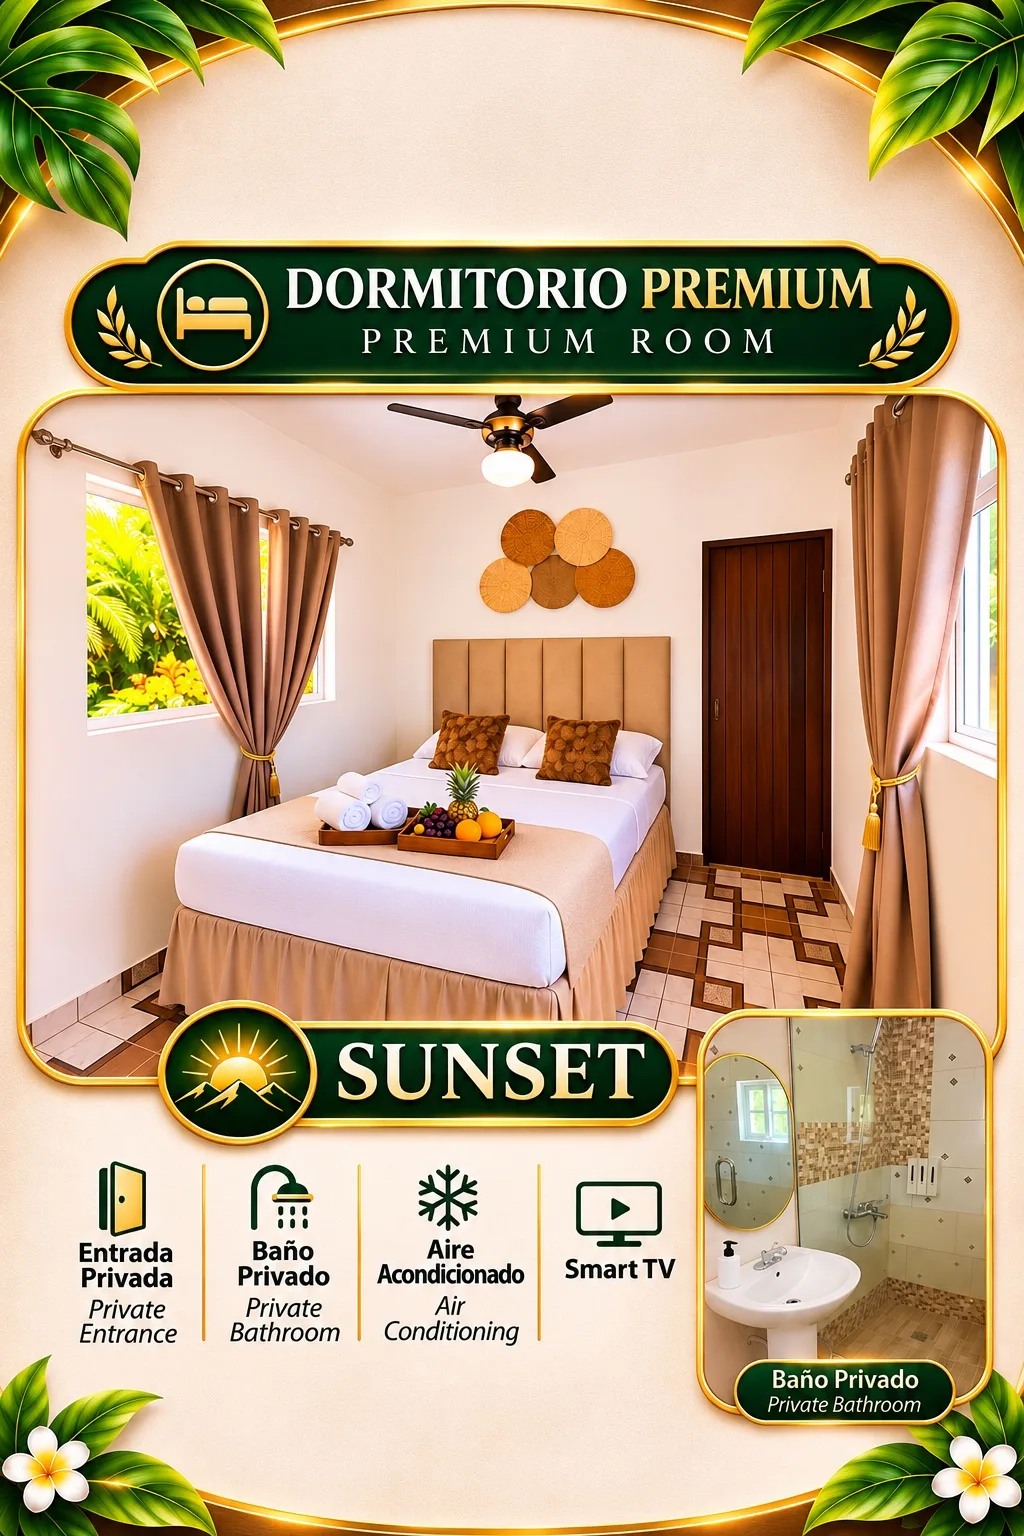 DORMITORIO PREMIUM
PREMIUM ROOM
SUNSET
Entrada
Privada
Private
Entrance
Baño
Privado
Private
Bathroom
Aire
Acondicionado
Air
Conditioning
Smart TV
Baño Privado
Private Bathroom